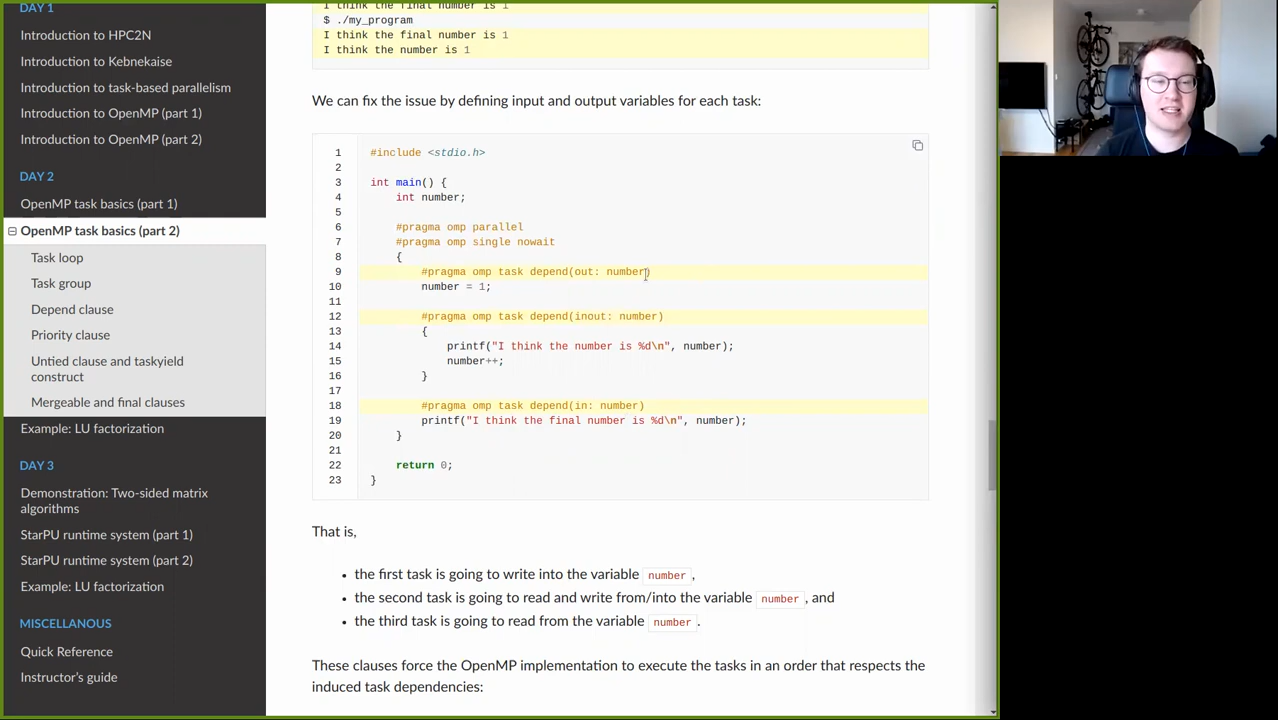 DAY 1
Introduction to HPC2N
Introduction to Kebnekaise
Introduction to task-based parallelism
Introduction to OpenMP (part 1)
Introduction to OpenMP (part 2)
DAY 2
OpenMP task basics (part 1)
OpenMP task basics (part 2)
Task loop
Task group
Depend clause
Priority clause
Untied clause and taskyield
construct
Mergeable and final clauses
Example: LU factorization
DAY 3
Demonstration: Two-sided matrix
algorithms
StarPU runtime system (part 1)
StarPU runtime system (part 2)
Example: LU factorization
MISCELLANEOUS
Quick Reference
Instructor's guide
I think the final number is 1
$ ./my_program
I think the final number is 1
I think the number is 1
We can fix the issue by defining input and output variables for each task:
1 #include <stdio.h>
2
3 int main() {
4 int number;
5
6 #pragma omp parallel
7 #pragma omp single nowait
8 {
9 #pragma omp task depend(out: number)
10 number = 1;
11
12 #pragma omp task depend(inout: number)
13 {
14 printf("I think the number is %d\n", number);
15 number++;
16 }
17
18 #pragma omp task depend(in: number)
19 printf("I think the final number is %d\n", number);
20 }
21
22 return 0;
23 }
That is,
• the first task is going to write into the variable number ,
• the second task is going to read and write from/into the variable number , and
• the third task is going to read from the variable number .
These clauses force the OpenMP implementation to execute the tasks in an order that respects the
induced task dependencies: